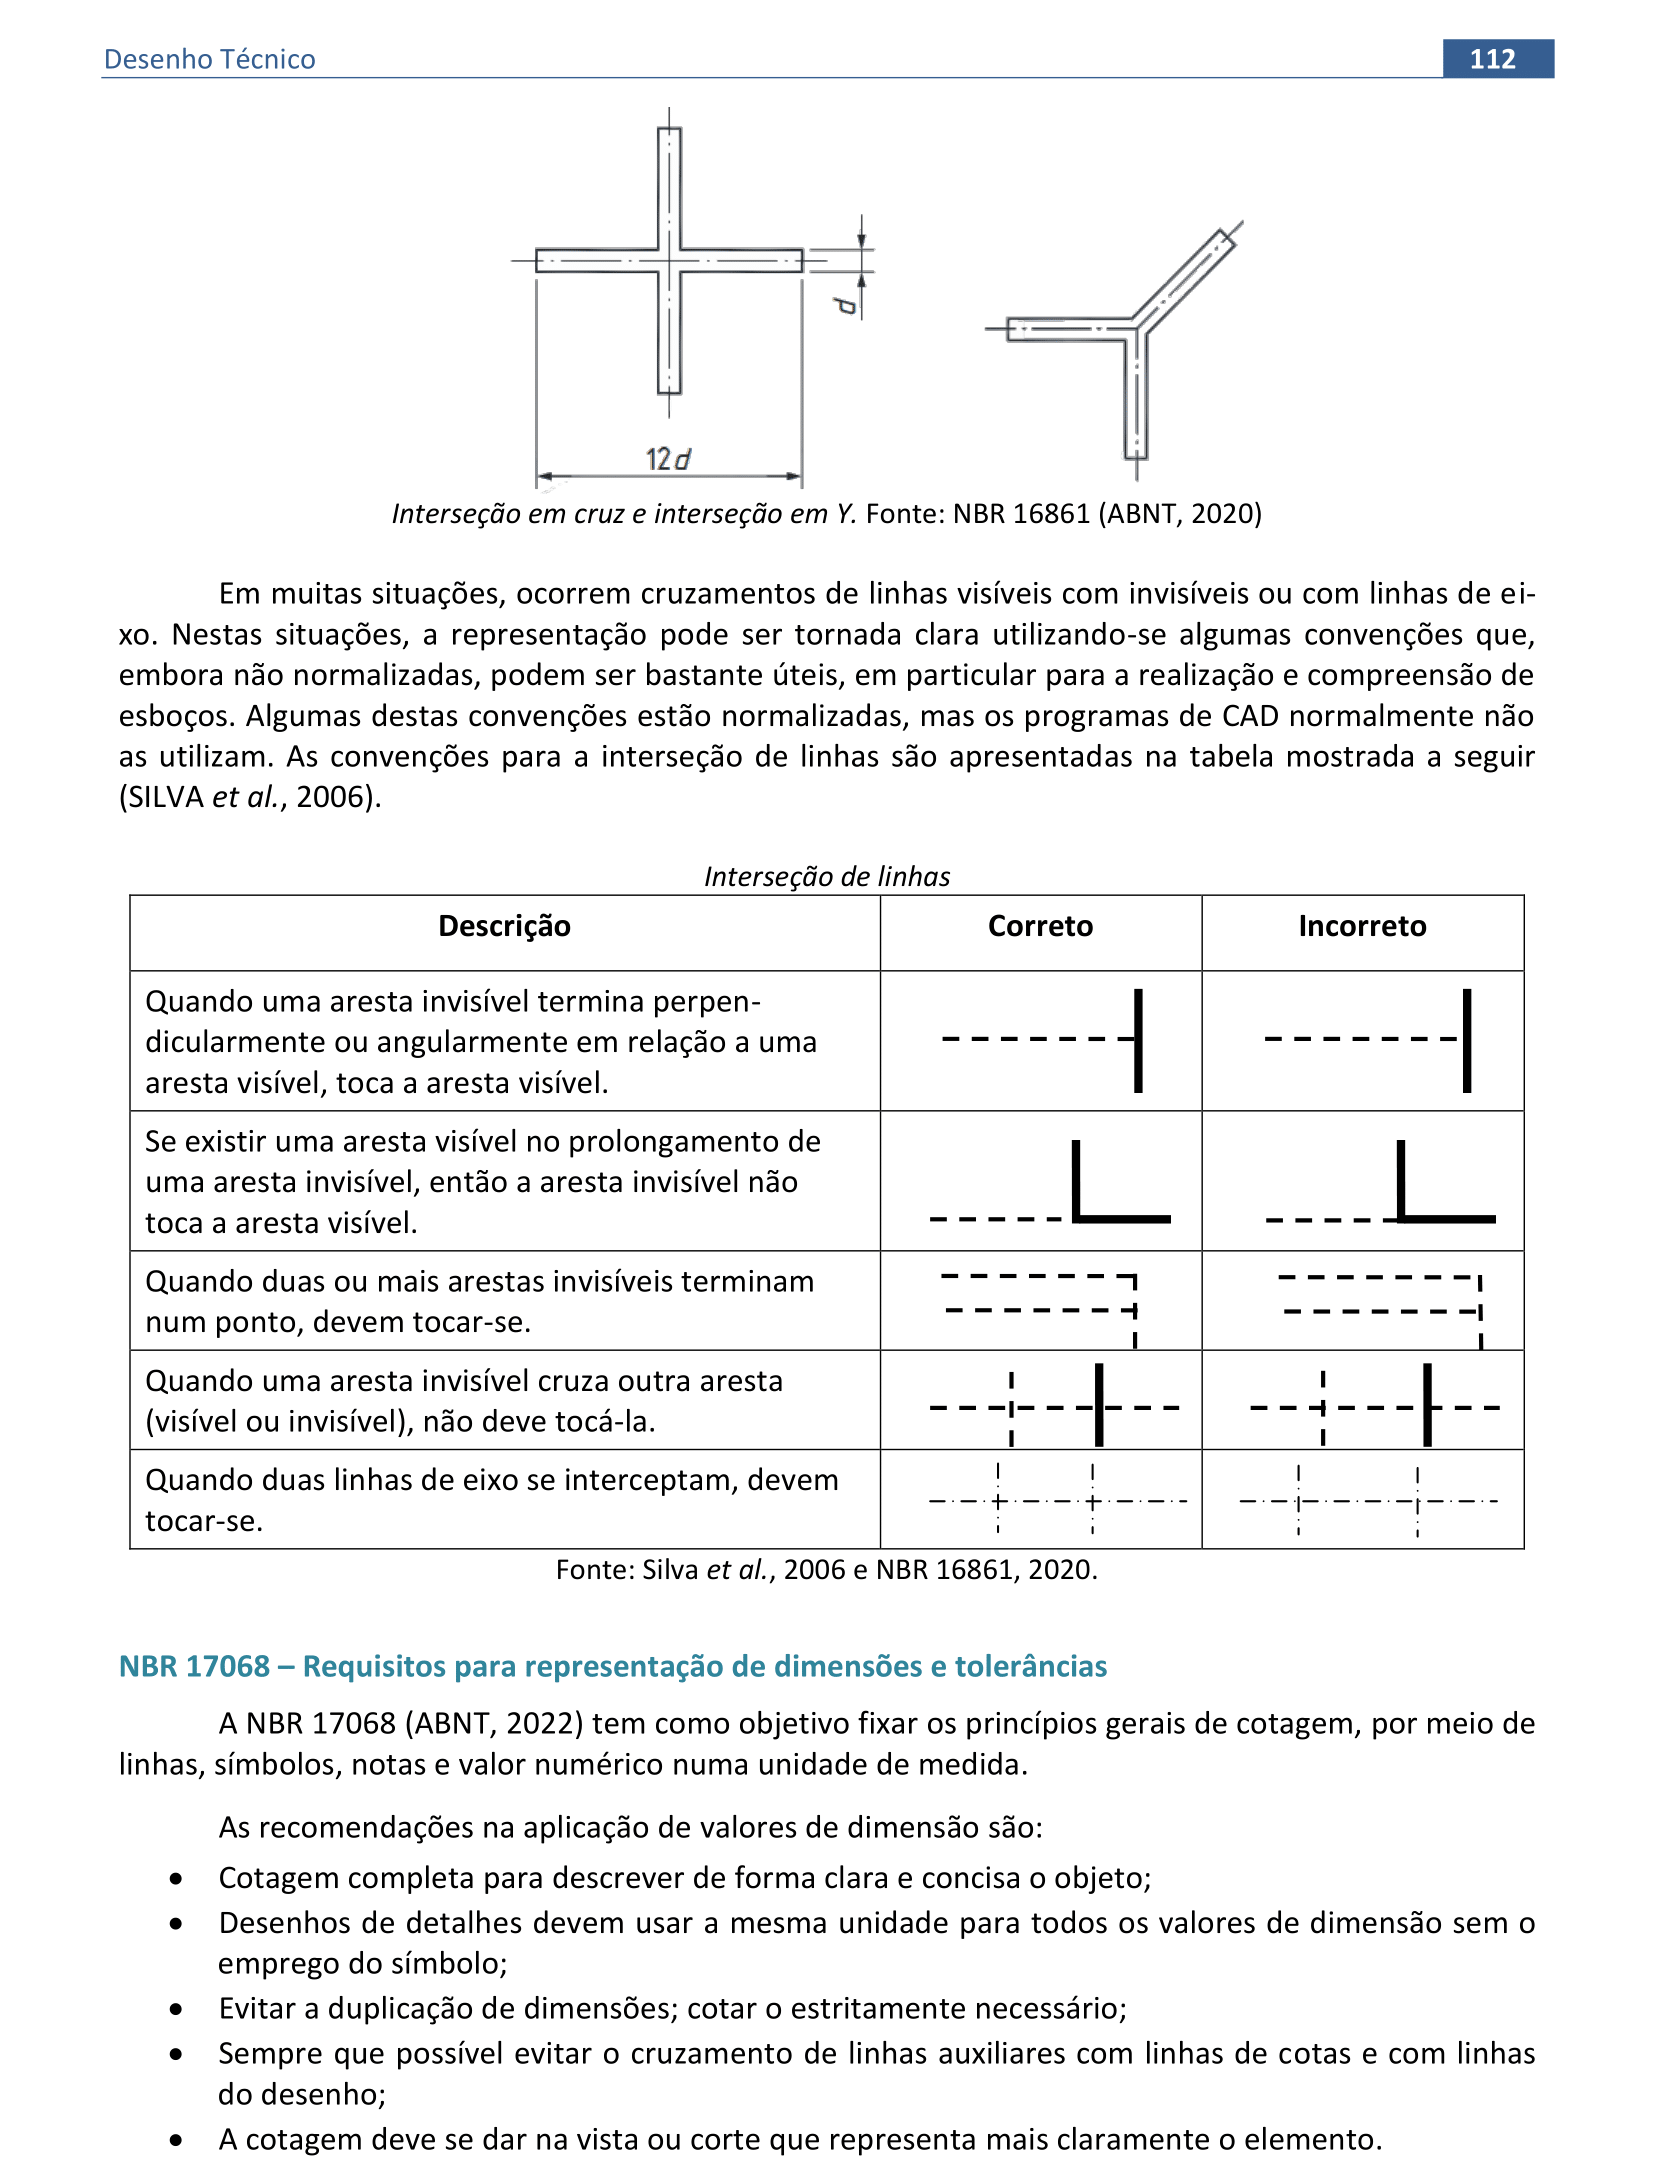 Desenho Técnico
112
d
12d
Interseção em cruz e interseção em Y. Fonte: NBR 16861 (ABNT, 2020)
Em muitas situações, ocorrem cruzamentos de linhas visíveis com invisíveis ou com linhas de ei-
xo. Nestas situações, a representação pode ser tornada clara utilizando-se algumas convenções que,
embora não normalizadas, podem ser bastante úteis, em particular para a realização e compreensão de
esboços. Algumas destas convenções estão normalizadas, mas os programas de CAD normalmente não
as utilizam. As convenções para a interseção de linhas são apresentadas na tabela mostrada a seguir
(SILVA et al., 2006).
Interseção de linhas
Descrição
Correto
Incorreto
Quando uma aresta invisível termina perpen-
dicularmente ou angularmente em relação a uma
aresta visível, toca a aresta visível.
Se existir uma aresta visível no prolongamento de
uma aresta invisível, então a aresta invisível não
toca a aresta visível.
Quando duas ou mais arestas invisíveis terminam
num ponto, devem tocar-se.
Quando uma aresta invisível cruza outra aresta
(visível ou invisível), não deve tocá-la.
Quando duas linhas de eixo se interceptam, devem
tocar-se.
Fonte: Silva et al., 2006 e NBR 16861, 2020.
NBR 17068 – Requisitos para representação de dimensões e tolerâncias
A NBR 17068 (ABNT, 2022) tem como objetivo fixar os princípios gerais de cotagem, por meio de
linhas, símbolos, notas e valor numérico numa unidade de medida.
As recomendações na aplicação de valores de dimensão são:
• Cotagem completa para descrever de forma clara e concisa o objeto;
• Desenhos de detalhes devem usar a mesma unidade para todos os valores de dimensão sem o
emprego do símbolo;
• Evitar a duplicação de dimensões; cotar o estritamente necessário;
• Sempre que possível evitar o cruzamento de linhas auxiliares com linhas de cotas e com linhas
do desenho;
• A cotagem deve se dar na vista ou corte que representa mais claramente o elemento.